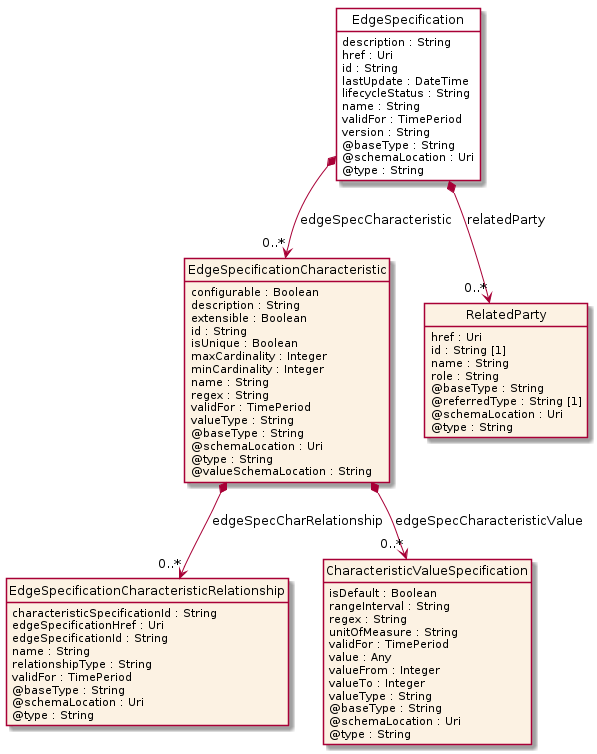 EdgeSpecification
description : String
href : Uri
id : String
lastUpdate : DateTime
lifecycleStatus : String
name : String
validFor : TimePeriod
version : String
@baseType : String
@schemaLocation : Uri
@type : String
edgeSpecCharacteristic
relatedParty
0..*
EdgeSpecificationCharacteristic
configurable : Boolean
description : String
extensible : Boolean
id : String
isUnique : Boolean
maxCardinality : Integer
minCardinality : Integer
name : String
regex : String
validFor : TimePeriod
valueType : String
@baseType : String
@schemaLocation : Uri
@type : String
@valueSchemaLocation : String
0..*
RelatedParty
href : Uri
id : String [1]
name : String
role : String
@baseType : String
@referredType : String [1]
@schemaLocation : Uri
@type : String
edgeSpecCharRelationship
edgeSpecCharacteristicValue
0..*
EdgeSpecificationCharacteristicRelationship
characteristicSpecificationId : String
edgeSpecificationHref : Uri
edgeSpecificationId : String
name : String
relationshipType : String
validFor : TimePeriod
@baseType : String
@schemaLocation : Uri
@type : String
0..*
CharacteristicValueSpecification
isDefault : Boolean
rangeInterval : String
regex : String
unitOfMeasure : String
validFor : TimePeriod
value : Any
valueFrom : Integer
valueTo : Integer
valueType : String
@baseType : String
@schemaLocation : Uri
@type : String